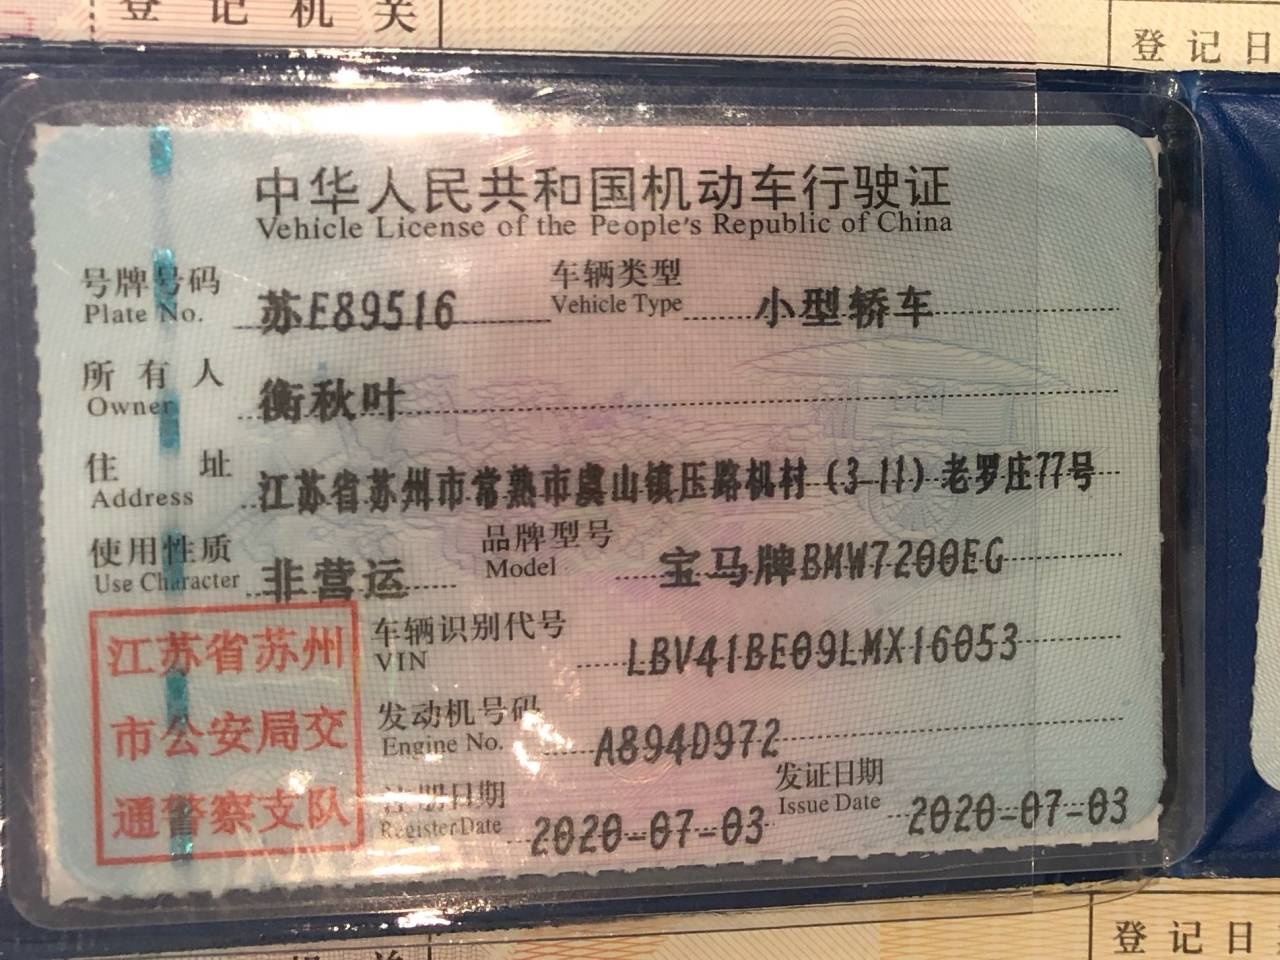 登记机关
登记日
中华人民共和国机动车行驶证
Vehicle License of the People's Republic of China
号牌号码 苏E89516 车辆类型 小型轿车
Plate No. Vehicle Type
所有人 衡秋叶
Owner
住址 江苏省苏州市常熟市虞山镇压路机村(3-11)老罗庄77号
Address
使用性质 非营运 品牌型号 宝马牌BMW7200EG
Use Character Model
江苏省苏州
市公安局交
通警察支队
车辆识别代号 LBV41BE09LMX16053
VIN
发动机号码 A894D972
Engine No.
注册日期 2020-07-03 发证日期 2020-07-03
Register Date Issue Date
登记日